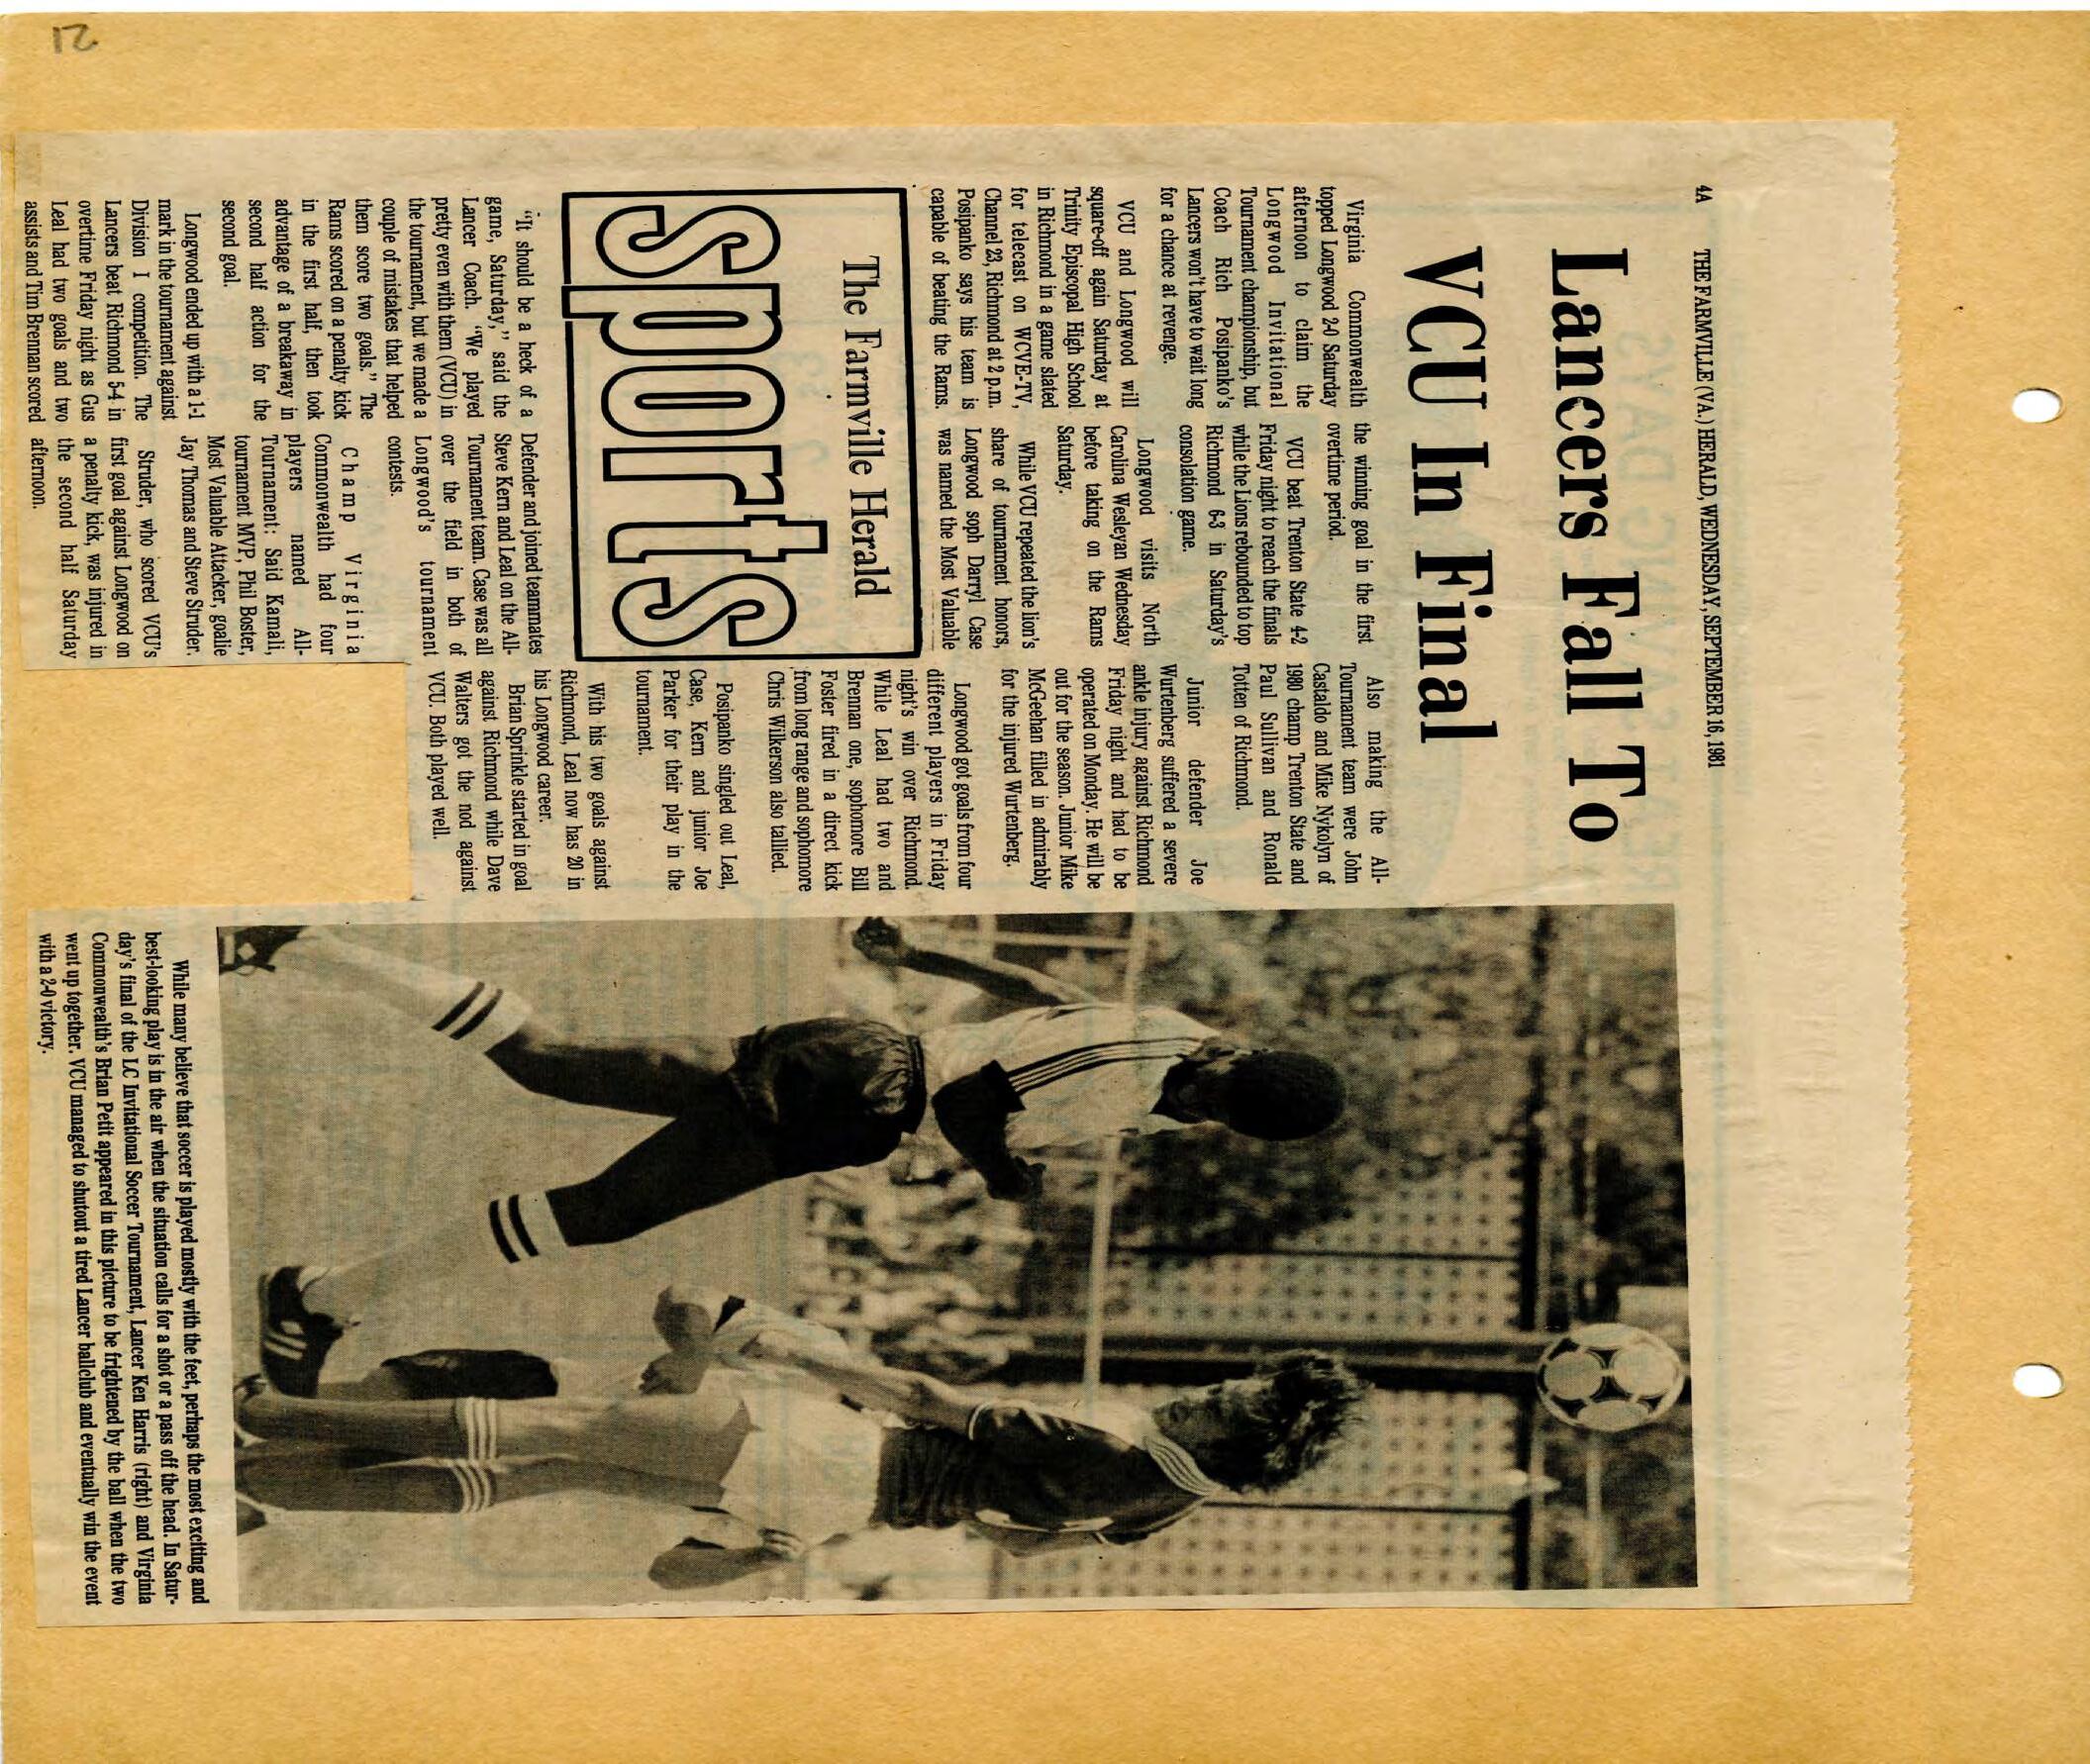 4A THE FARMVILLE (VA.) HERALD, WEDNESDAY, SEPTEMBER 16, 1981
Lancers Fall To
VCU In Final
Virginia Commonwealth
topped Longwood 2-0 Saturday
afternoon to claim the
Longwood Invitational
Tournament championship, but
Coach Rich Posipanko's
Lancers won't have to wait long
for a chance at revenge.
VCU and Longwood will
square-off again Saturday at
Trinity Episcopal High School
in Richmond in a game slated
for telecast on WCVE-TV,
Channel 23, Richmond at 2 p.m.
Posipanko says his team is
capable of beating the Rams.
The Farmville Herald
sports
"It should be a heck of a
game, Saturday," said the
Lancer Coach. "We played
pretty even with them (VCU) in
the tournament, but we made a
couple of mistakes that helped
them score two goals." The
Rams scored on a penalty kick
in the first half, then took
advantage of a breakaway in
second half action for the
second goal.
Longwood ended up with a 1-1
mark in the tournament against
Division I competition. The
Lancers beat Richmond 5-4 in
overtime Friday night as Gus
Leal had two goals and two
assists and Tim Brennan scored
the winning goal in the first
overtime period.
VCU beat Trenton State 4-2
Friday night to reach the finals
while the Lions rebounded to top
Richmond 6-3 in Saturday's
consolation game.
Longwood visits North
Carolina Wesleyan Wednesday
before taking on the Rams
Saturday.
While VCU repeated the lion's
share of tournament honors,
Longwood soph Darryl Case
was named the Most Valuable
Defender and joined teammates
Steve Kern and Leal on the All-
Tournament team. Case was all
over the field in both of
Longwood's tournament
contests.
Champ Virginia
Commonwealth had four
players named All-
Tournament: Said Kamali,
tournament MVP, Phil Boster,
Most Valuable Attacker, goalie
Jay Thomas and Steve Struder.
Struder, who scored VCU's
first goal against Longwood on
a penalty kick, was injured in
the second half Saturday
afternoon.
Also making the All-
Tournament team were John
Castaldo and Mike Nykolyn of
1980 champ Trenton State and
Paul Sullivan and Ronald
Totten of Richmond.
Junior defender Joe
Wurtenberg suffered a severe
ankle injury against Richmond
Friday night and had to be
operated on Monday. He will be
out for the season. Junior Mike
McGeehan filled in admirably
for the injured Wurtenberg.
Longwood got goals from four
different players in Friday
night's win over Richmond.
While Leal had two and
Brennan one, sophomore Bill
Foster fired in a direct kick
from long range and sophomore
Chris Wilkerson also tallied.
Posipanko singled out Leal,
Case, Kern and junior Joe
Parker for their play in the
tournament.
With his two goals against
Richmond, Leal now has 20 in
his Longwood career.
Brian Sprinkle started in goal
against Richmond while Dave
Walters got the nod against
VCU. Both played well.
While many believe that soccer is played mostly with the feet, perhaps the most exciting and
best-looking play is in the air when the situation calls for a shot or a pass off the head. In Satur-
day's final of the LC Invitational Soccer Tournament, Lancer Ken Harris (right) and Virginia
Commonwealth's Brian Petit appeared in this picture to be frightened by the ball when the two
went up together. VCU managed to shutout a tired Lancer ballclub and eventually win the event
with a 2-0 victory.